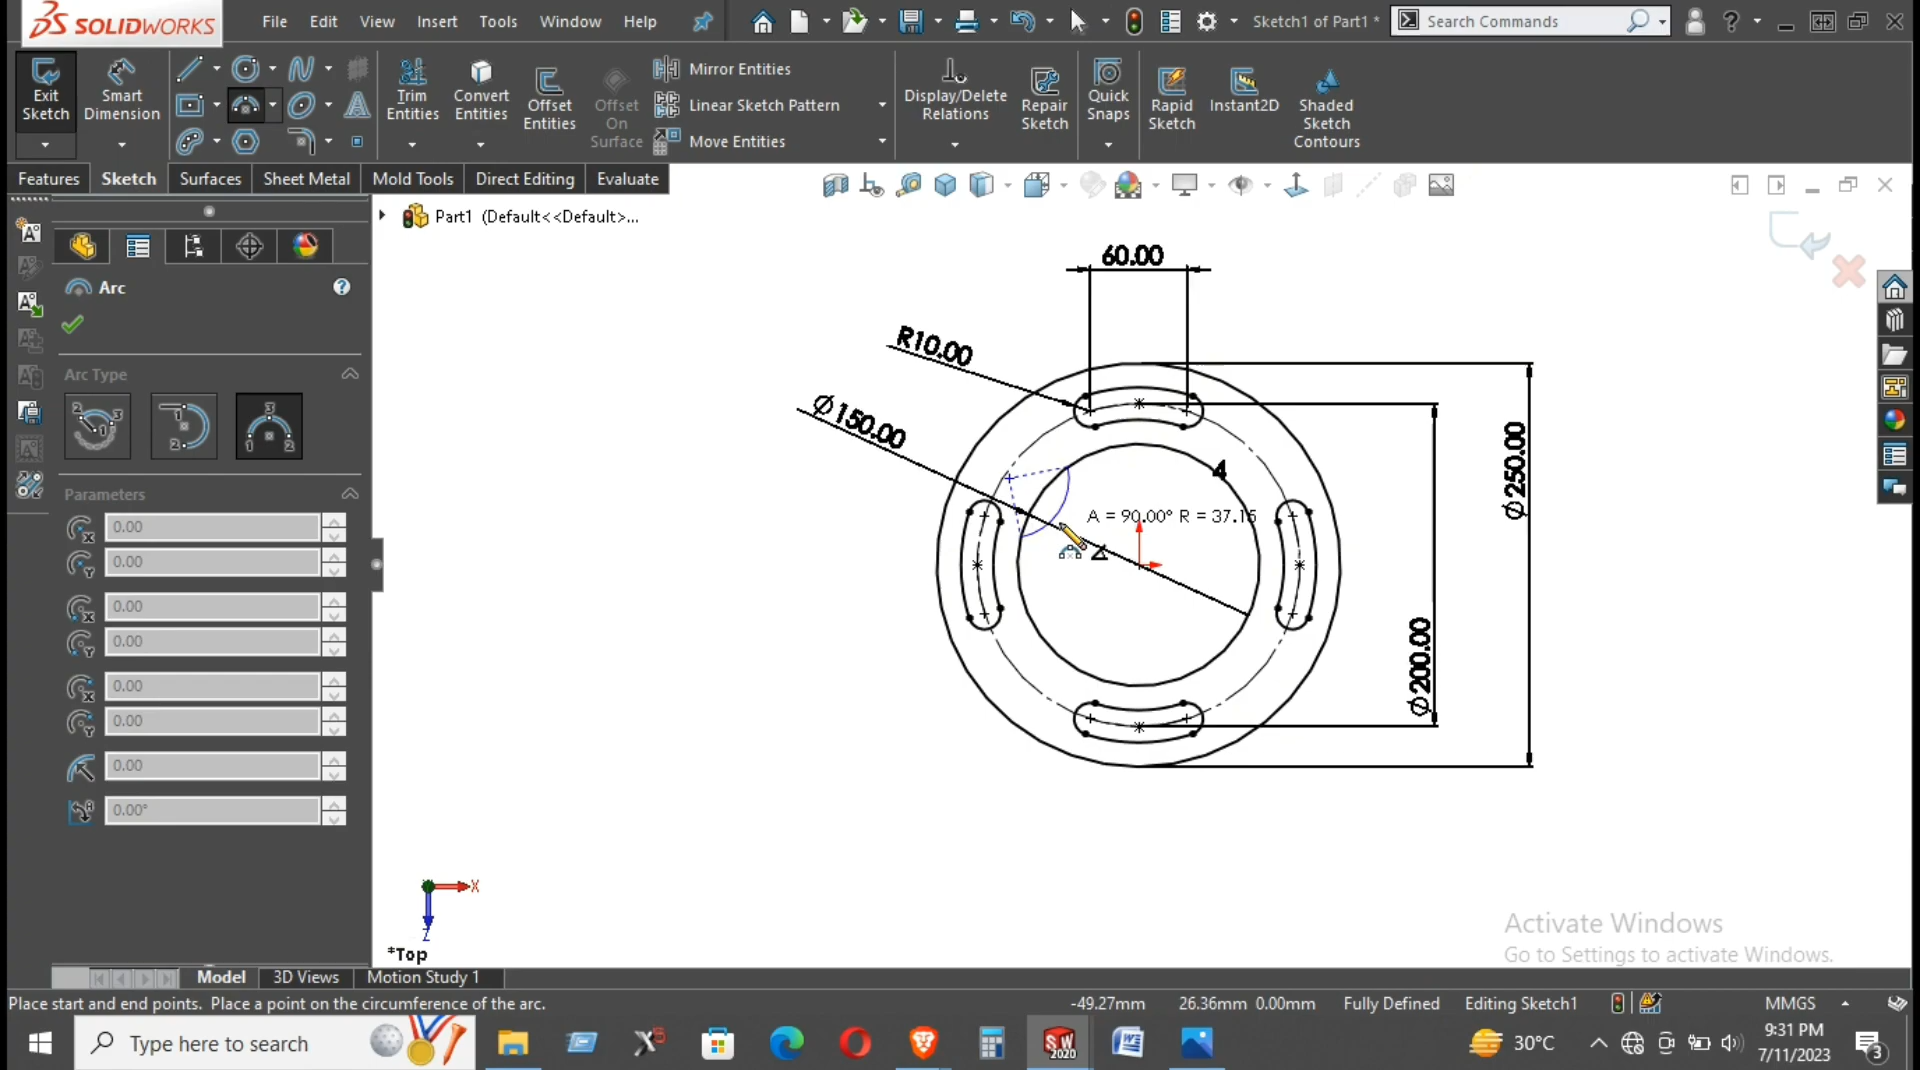 SOLIDWORKS
File Edit View Insert Tools Window Help
Sketch1 of Part1 *
Search Commands
Exit Sketch
Smart Dimension
Trim Entities
Convert Entities
Offset Entities
Offset On Surface
Mirror Entities
Linear Sketch Pattern
Move Entities
Display/Delete Relations
Repair Sketch
Quick Snaps
Rapid Sketch
Instant2D
Shaded Sketch Contours
Features Sketch Surfaces Sheet Metal Mold Tools Direct Editing Evaluate
Part1 (Default<<Default>...
Arc
Arc Type
Parameters
0.00
0.00
0.00
0.00
0.00
0.00
0.00
0.00°
60.00
R10.00
Ø150.00
4
A = 90.00° R = 37.15
Ø250.00
Ø200.00
X
Z
*Top
Activate Windows
Go to Settings to activate Windows.
Model 3D Views Motion Study 1
Place start and end points. Place a point on the circumference of the arc.
-49.27mm 26.36mm 0.00mm Fully Defined Editing Sketch1 MMGS
Type here to search
SW 2020
30°C
9:31 PM
7/11/2023
3